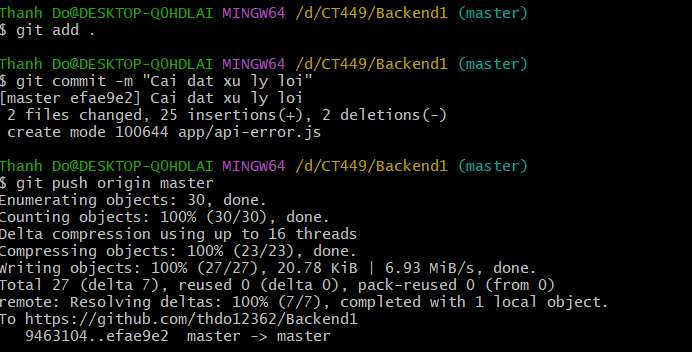 Thanh Do@DESKTOP-Q0HDLAI MINGW64 /d/CT449/Backend1 (master)
$ git add .
Thanh Do@DESKTOP-Q0HDLAI MINGW64 /d/CT449/Backend1 (master)
$ git commit -m "Cai dat xu ly loi"
[master efae9e2] Cai dat xu ly loi
 2 files changed, 25 insertions(+), 2 deletions(-)
 create mode 100644 app/api-error.js
Thanh Do@DESKTOP-Q0HDLAI MINGW64 /d/CT449/Backend1 (master)
$ git push origin master
Enumerating objects: 30, done.
Counting objects: 100% (30/30), done.
Delta compression using up to 16 threads
Compressing objects: 100% (23/23), done.
Writing objects: 100% (27/27), 20.78 KiB | 6.93 MiB/s, done.
Total 27 (delta 7), reused 0 (delta 0), pack-reused 0 (from 0)
remote: Resolving deltas: 100% (7/7), completed with 1 local object.
To https://github.com/thdo12362/Backend1
   9463104..efae9e2  master -> master